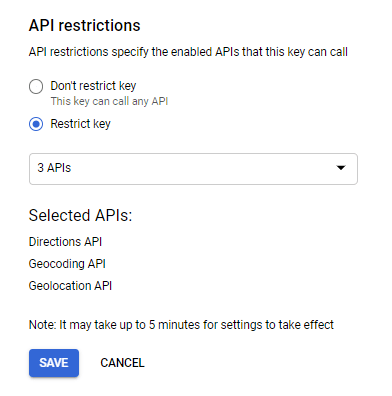 API restrictions
API restrictions specify the enabled APIs that this key can call
Don't restrict key
This key can call any API
Restrict key
3 APIs
Selected APIs:
Directions API
Geocoding API
Geolocation API
Note: It may take up to 5 minutes for settings to take effect
SAVE CANCEL